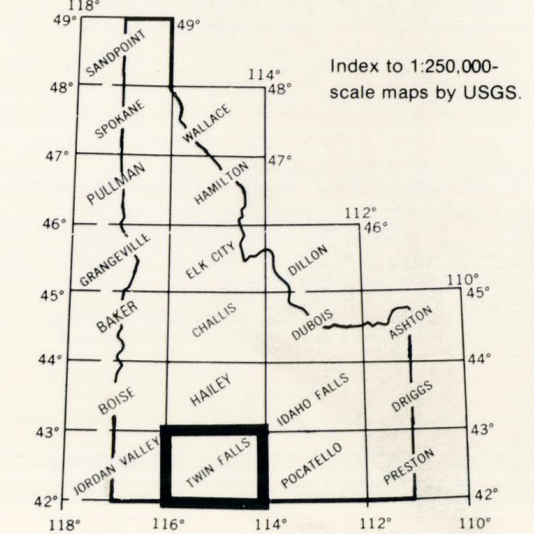 118°
49° 49°
SANDPOINT
Index to 1:250,000-
scale maps by USGS.
114°
48° 48°
SPOKANE WALLACE
47° 47°
PULLMAN HAMILTON
112°
46° 46°
GRANGEVILLE ELK CITY DILLON
110°
45° 45°
BAKER CHALLIS DUBOIS ASHTON
44° 44°
BOISE HAILEY IDAHO FALLS DRIGGS
43° 43°
JORDAN VALLEY TWIN FALLS POCATELLO PRESTON
42° 42°
118° 116° 114° 112° 110°